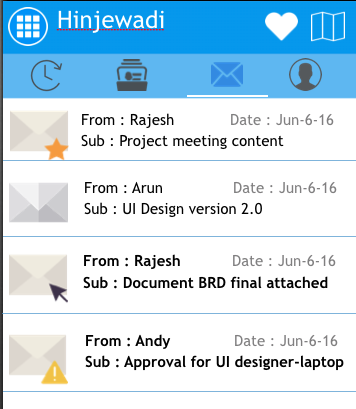 Hinjewadi
From : Rajesh Date : Jun-6-16
Sub : Project meeting content
From : Arun Date : Jun-6-16
Sub : UI Design version 2.0
From : Rajesh Date : Jun-6-16
Sub : Document BRD final attached
From : Andy Date : Jun-6-16
Sub : Approval for UI designer-laptop